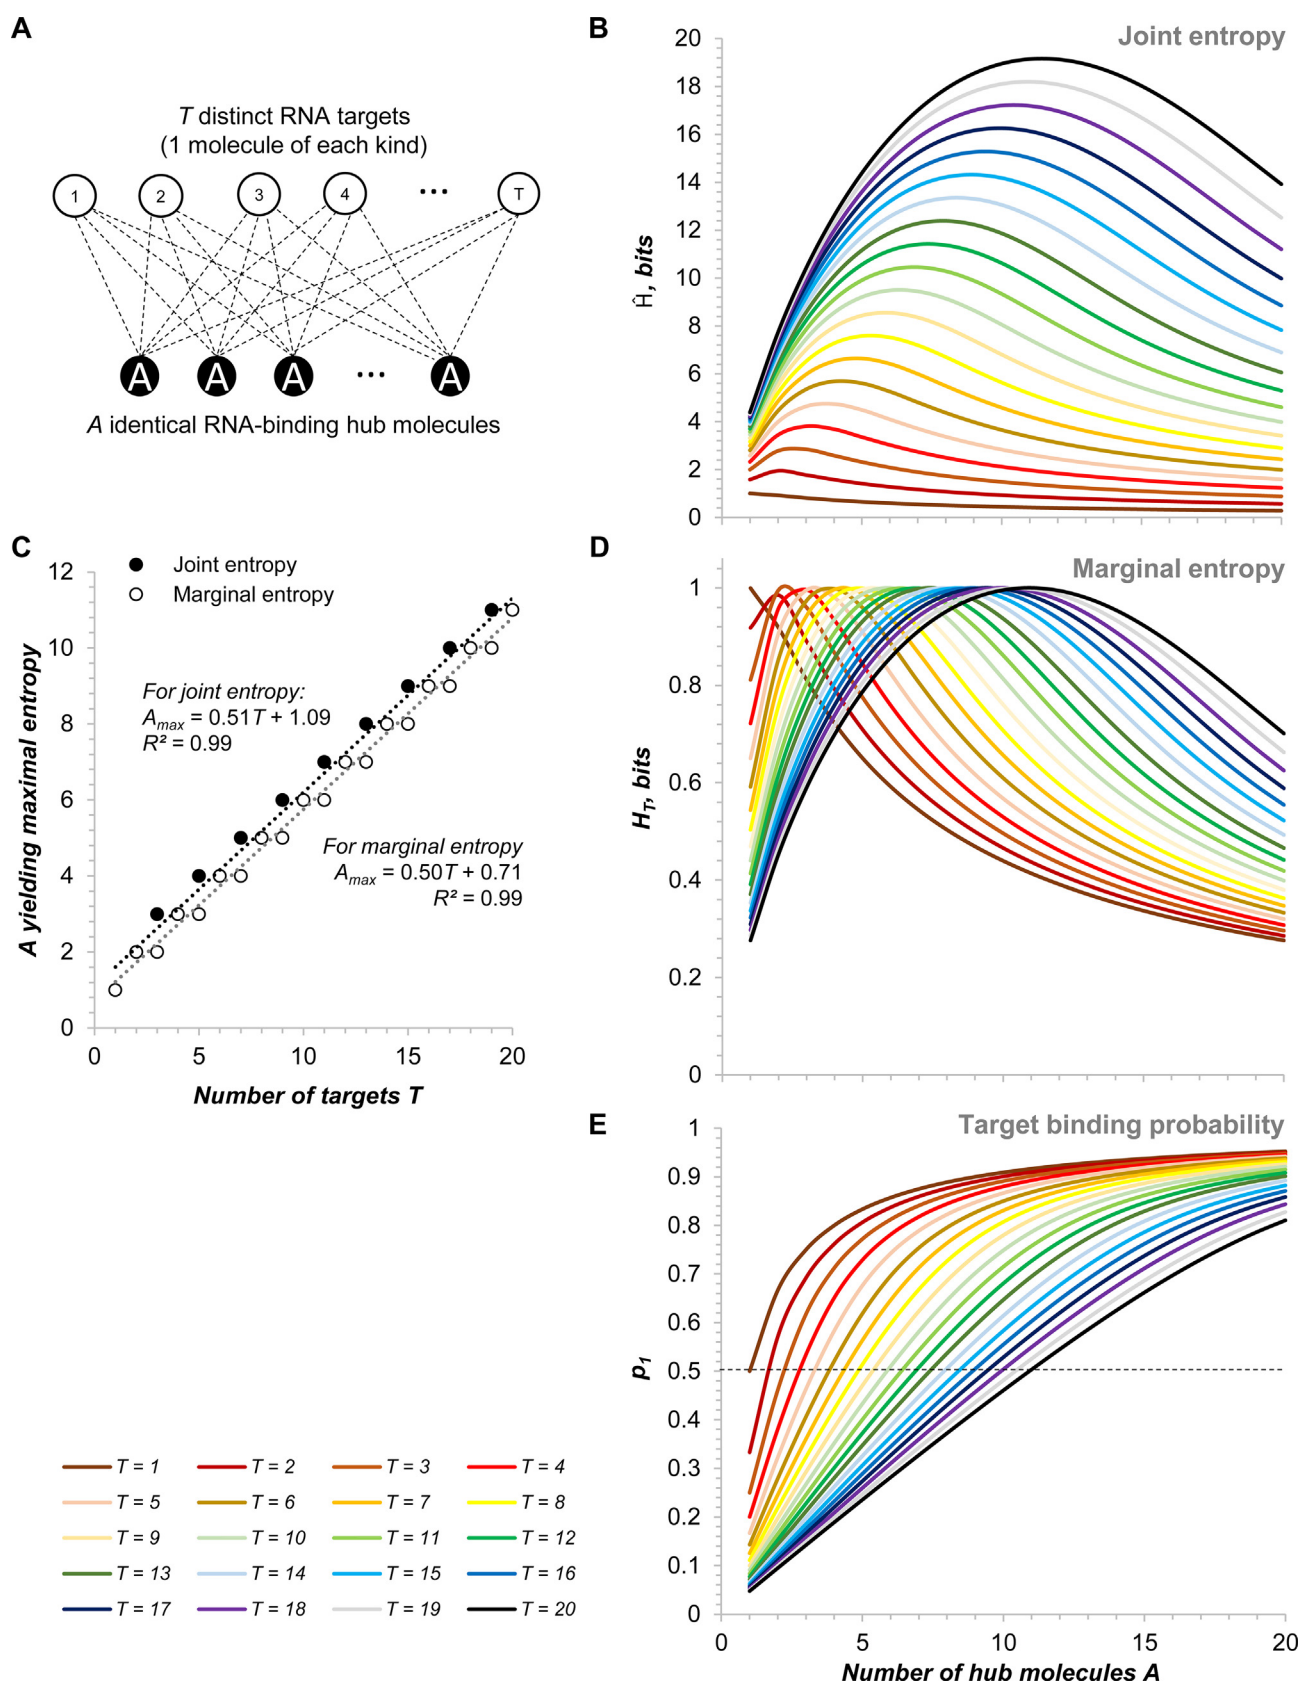 A
T distinct RNA targets
(1 molecule of each kind)
1 2 3 4 ... T
A A A ... A
A identical RNA-binding hub molecules
B
Joint entropy
20
18
16
14
12
10
8
6
4
2
0
Ĥ, bits
C
Joint entropy
Marginal entropy
12
10
8
6
4
2
0
A yielding maximal entropy
For joint entropy:
Amax = 0.51T + 1.09
R² = 0.99
For marginal entropy
Amax = 0.50T + 0.71
R² = 0.99
0 5 10 15 20
Number of targets T
D
Marginal entropy
1
0.8
0.6
0.4
0.2
0
HT, bits
E
Target binding probability
1
0.9
0.8
0.7
0.6
0.5
0.4
0.3
0.2
0.1
0
p1
0 5 10 15 20
Number of hub molecules A
T = 1 T = 2 T = 3 T = 4
T = 5 T = 6 T = 7 T = 8
T = 9 T = 10 T = 11 T = 12
T = 13 T = 14 T = 15 T = 16
T = 17 T = 18 T = 19 T = 20